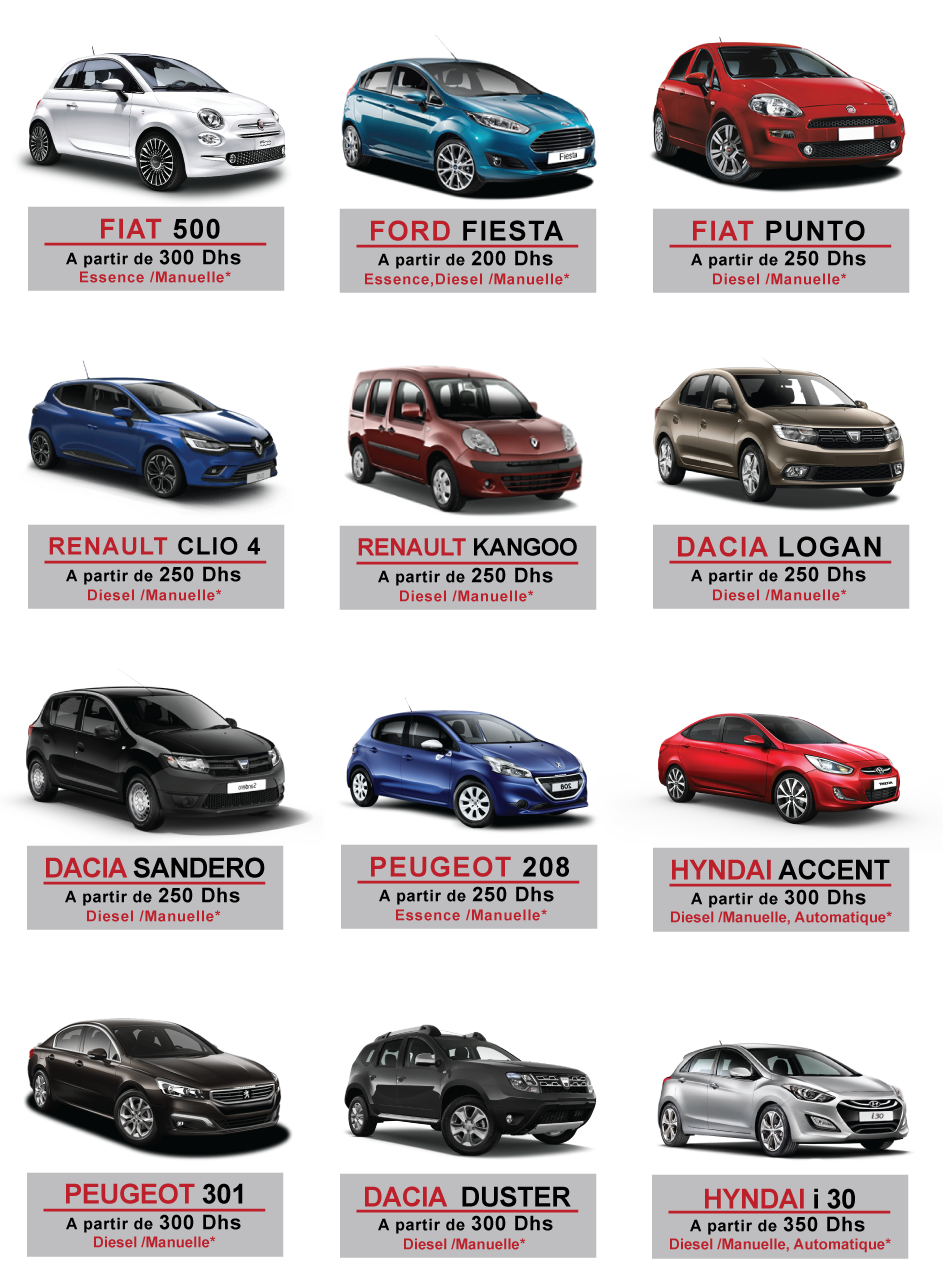 Fiesta
FIAT 500
A partir de 300 Dhs
Essence /Manuelle*
FORD FIESTA
A partir de 200 Dhs
Essence,Diesel /Manuelle*
FIAT PUNTO
A partir de 250 Dhs
Diesel /Manuelle*
RENAULT CLIO 4
A partir de 250 Dhs
Diesel /Manuelle*
RENAULT KANGOO
A partir de 250 Dhs
Diesel /Manuelle*
DACIA LOGAN
A partir de 250 Dhs
Diesel /Manuelle*
Sandero
208
DACIA SANDERO
A partir de 250 Dhs
Diesel /Manuelle*
PEUGEOT 208
A partir de 250 Dhs
Essence /Manuelle*
HYNDAI ACCENT
A partir de 300 Dhs
Diesel /Manuelle, Automatique*
i30
PEUGEOT 301
A partir de 300 Dhs
Diesel /Manuelle*
DACIA DUSTER
A partir de 300 Dhs
Diesel /Manuelle*
HYNDAI i 30
A partir de 350 Dhs
Diesel /Manuelle, Automatique*